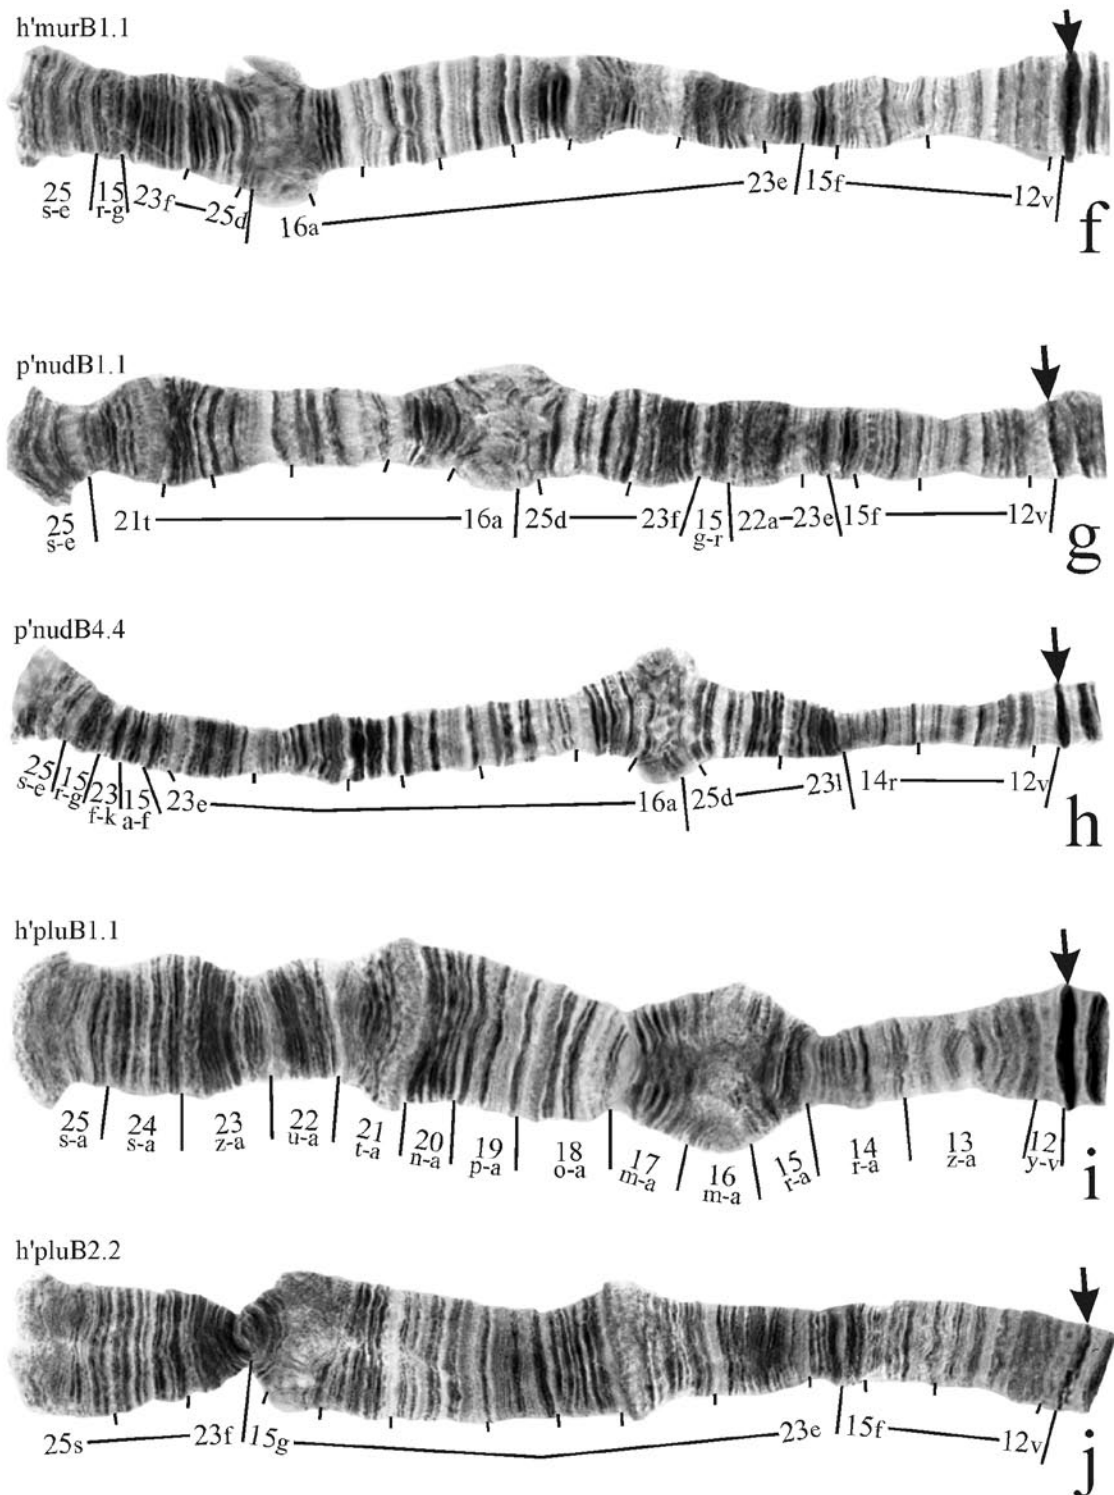 h'murB1.1
25 15 23f 25d 16a 23e 15f 12v
s-e r-g
f
p'nudB1.1
25 21t 16a 25d 23f 15 22a 23e 15f 12v
s-e g-r
g
p'nudB4.4
25 15 23 15 23e 16a 25d 23l 14r 12v
s-e r-g f-k a-f
h
h'pluB1.1
25 24 23 22 21 20 19 18 17 16 15 14 13 12
s-a s-a z-a u-a t-a n-a p-a o-a m-a m-a r-a r-a z-a y-v
i
h'pluB2.2
25s 23f 15g 23e 15f 12v
j